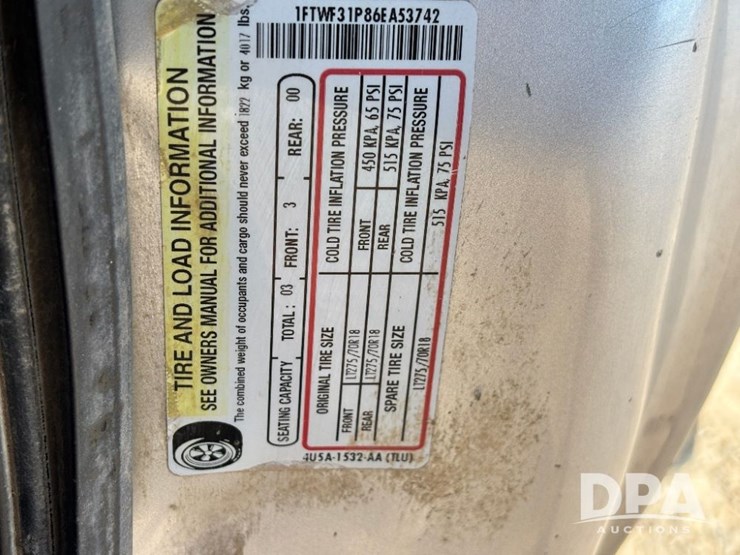 TIRE AND LOAD INFORMATION
SEE OWNERS MANUAL FOR ADDITIONAL INFORMATION
The combined weight of occupants and cargo should never exceed 1822 kg or 4017 lbs.
1FTWF31P86EA53742
SEATING CAPACITY TOTAL: 03 FRONT: 3 REAR: 00
ORIGINAL TIRE SIZE COLD TIRE INFLATION PRESSURE
FRONT LT275/70R18 FRONT 450 KPA, 65 PSI
REAR LT275/70R18 REAR 515 KPA, 75 PSI
SPARE TIRE SIZE COLD TIRE INFLATION PRESSURE
LT275/70R18 515 KPA, 75 PSI
4U5A-1532-AA (TLU)
DPA
AUCTIONS